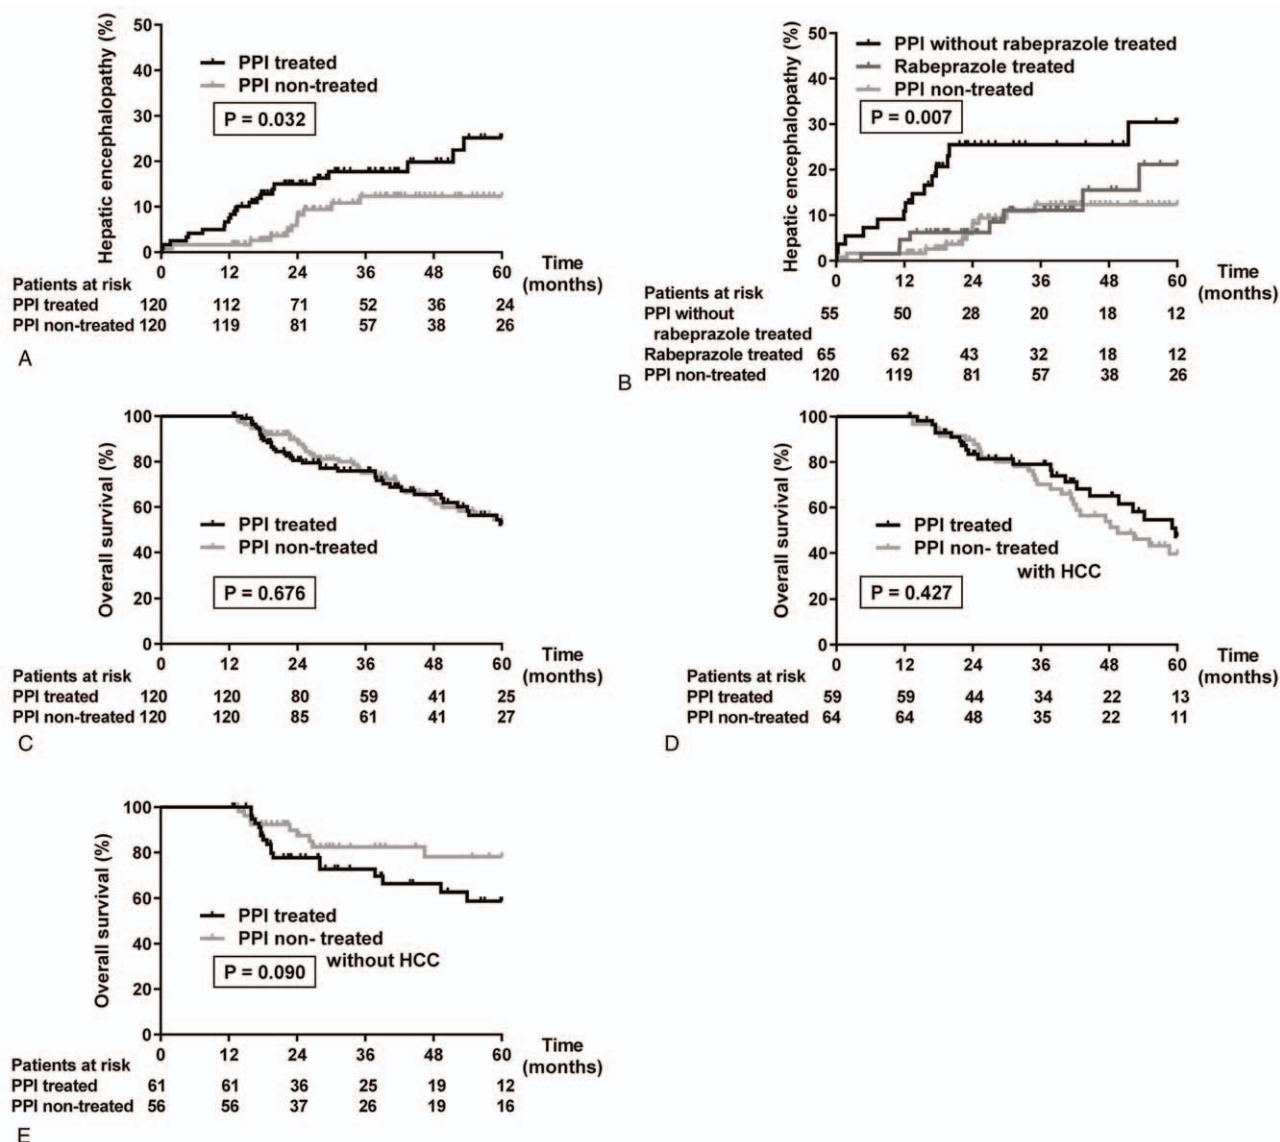 Hepatic encephalopathy (%)
50
40
30
20
10
0
PPI treated
PPI non-treated
P = 0.032
0 12 24 36 48 60
Time
(months)
Patients at risk
PPI treated 120 112 71 52 36 24
PPI non-treated 120 119 81 57 38 26
A
Hepatic encephalopathy (%)
50
40
30
20
10
0
PPI without rabeprazole treated
Rabeprazole treated
PPI non-treated
P = 0.007
0 12 24 36 48 60
Time
(months)
Patients at risk
PPI without 55 50 28 20 18 12
rabeprazole treated
Rabeprazole treated 65 62 43 32 18 12
PPI non-treated 120 119 81 57 38 26
B
Overall survival (%)
100
80
60
40
20
0
PPI treated
PPI non-treated
P = 0.676
0 12 24 36 48 60
Time
(months)
Patients at risk
PPI treated 120 120 80 59 41 25
PPI non-treated 120 120 85 61 41 27
C
Overall survival (%)
100
80
60
40
20
0
PPI treated
PPI non- treated
with HCC
P = 0.427
0 12 24 36 48 60
Time
(months)
Patients at risk
PPI treated 59 59 44 34 22 13
PPI non-treated 64 64 48 35 22 11
D
Overall survival (%)
100
80
60
40
20
0
PPI treated
PPI non- treated
without HCC
P = 0.090
0 12 24 36 48 60
Time
(months)
Patients at risk
PPI treated 61 61 36 25 19 12
PPI non-treated 56 56 37 26 19 16
E